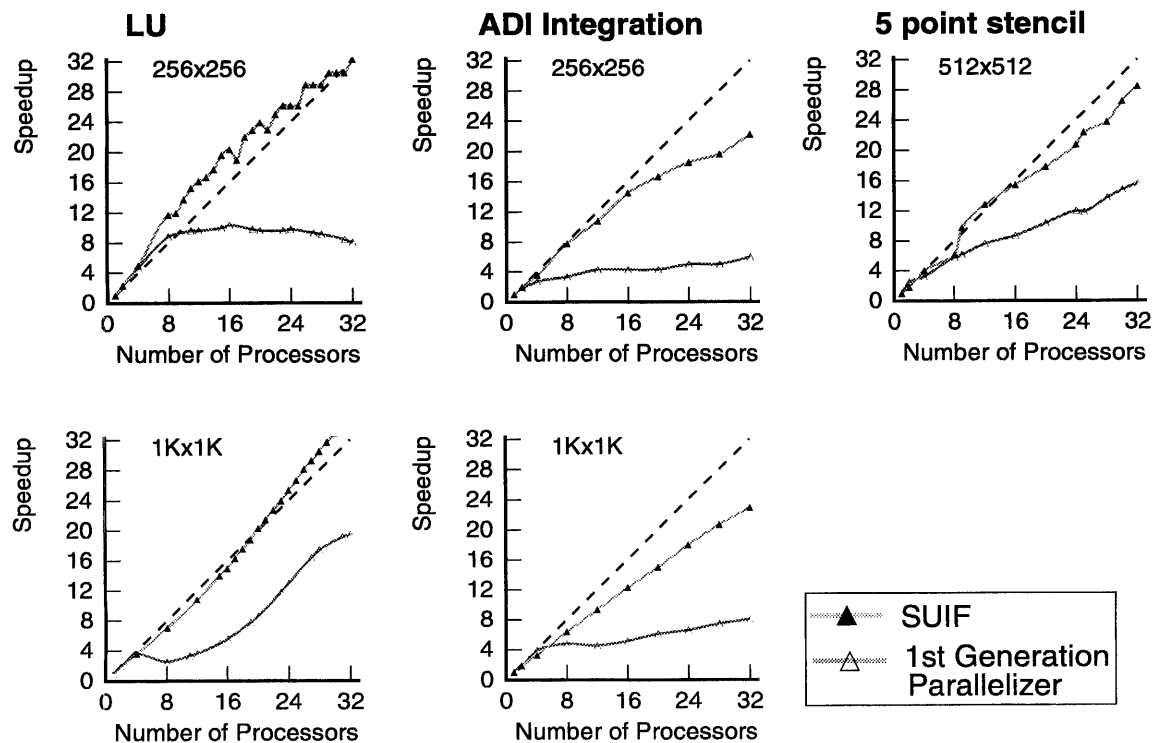 LU
Speedup
256x256
32
28
24
20
16
12
8
4
0
0 8 16 24 32
Number of Processors
ADI Integration
Speedup
256x256
32
28
24
20
16
12
8
4
0
0 8 16 24 32
Number of Processors
5 point stencil
Speedup
512x512
32
28
24
20
16
12
8
4
0
0 8 16 24 32
Number of Processors
Speedup
1Kx1K
32
28
24
20
16
12
8
4
0
0 8 16 24 32
Number of Processors
Speedup
1Kx1K
32
28
24
20
16
12
8
4
0
0 8 16 24 32
Number of Processors
SUIF
1st Generation
Parallelizer